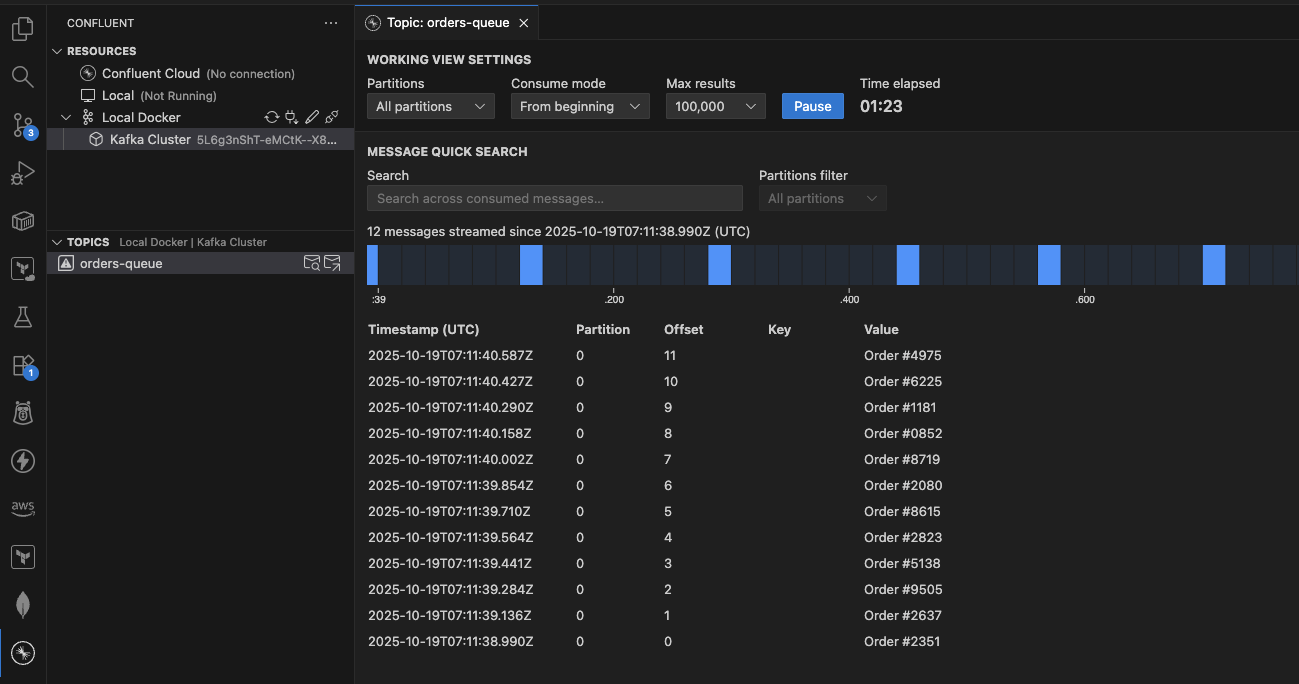 CONFLUENT
RESOURCES
Confluent Cloud (No connection)
Local (Not Running)
Local Docker
Kafka Cluster 5L6g3nShT-eMCtK--X8...
TOPICS Local Docker | Kafka Cluster
orders-queue
3
1
aws
Topic: orders-queue
WORKING VIEW SETTINGS
Partitions Consume mode Max results Time elapsed
All partitions From beginning 100,000 Pause 01:23
MESSAGE QUICK SEARCH
Search Partitions filter
Search across consumed messages... All partitions
12 messages streamed since 2025-10-19T07:11:38.990Z (UTC)
:39 .200 .400 .600
Timestamp (UTC) Partition Offset Key Value
2025-10-19T07:11:40.587Z 0 11 Order #4975
2025-10-19T07:11:40.427Z 0 10 Order #6225
2025-10-19T07:11:40.290Z 0 9 Order #1181
2025-10-19T07:11:40.158Z 0 8 Order #0852
2025-10-19T07:11:40.002Z 0 7 Order #8719
2025-10-19T07:11:39.854Z 0 6 Order #2080
2025-10-19T07:11:39.710Z 0 5 Order #8615
2025-10-19T07:11:39.564Z 0 4 Order #2823
2025-10-19T07:11:39.441Z 0 3 Order #5138
2025-10-19T07:11:39.284Z 0 2 Order #9505
2025-10-19T07:11:39.136Z 0 1 Order #2637
2025-10-19T07:11:38.990Z 0 0 Order #2351